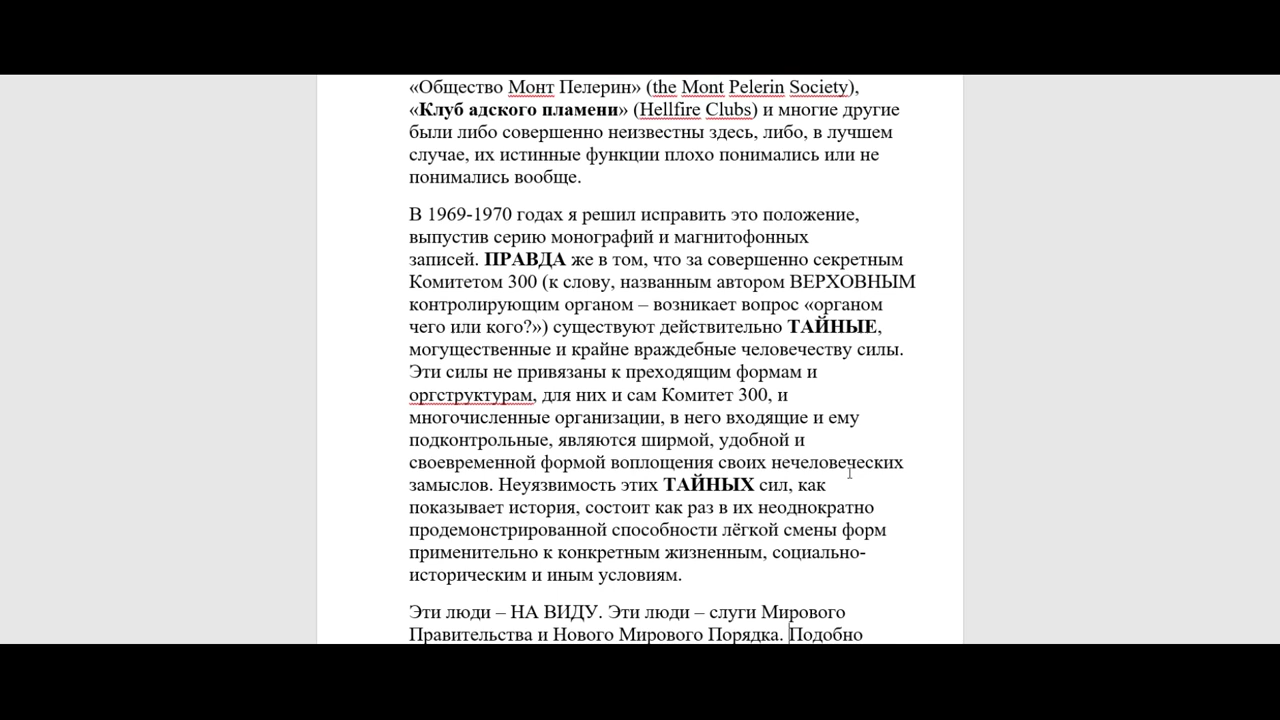 «Общество Монт Пелерин» (the Mont Pelerin Society),
«Клуб адского пламени» (Hellfire Clubs) и многие другие
были либо совершенно неизвестны здесь, либо, в лучшем
случае, их истинные функции плохо понимались или не
понимались вообще.
В 1969-1970 годах я решил исправить это положение,
выпустив серию монографий и магнитофонных
записей. ПРАВДА же в том, что за совершенно секретным
Комитетом 300 (к слову, названным автором ВЕРХОВНЫМ
контролирующим органом – возникает вопрос «органом
чего или кого?») существуют действительно ТАЙНЫЕ,
могущественные и крайне враждебные человечеству силы.
Эти силы не привязаны к преходящим формам и
оргструктурам, для них и сам Комитет 300, и
многочисленные организации, в него входящие и ему
подконтрольные, являются ширмой, удобной и
своевременной формой воплощения своих нечеловеческих
замыслов. Неуязвимость этих ТАЙНЫХ сил, как
показывает история, состоит как раз в их неоднократно
продемонстрированной способности лёгкой смены форм
применительно к конкретным жизненным, социально-
историческим и иным условиям.
Эти люди – НА ВИДУ. Эти люди – слуги Мирового
Правительства и Нового Мирового Порядка. Подобно